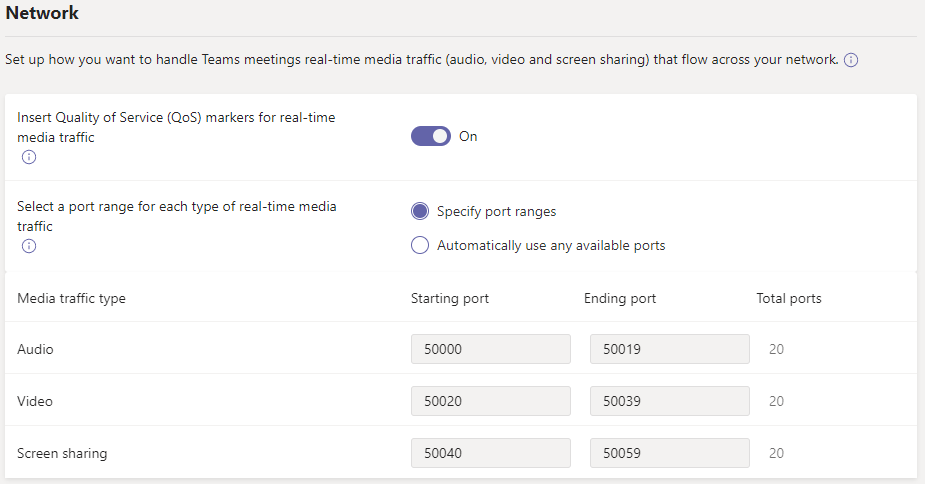 Network
Set up how you want to handle Teams meetings real-time media traffic (audio, video and screen sharing) that flow across your network.
Insert Quality of Service (QoS) markers for real-time
media traffic
On
Select a port range for each type of real-time media
traffic
Specify port ranges
Automatically use any available ports
Media traffic type Starting port Ending port Total ports
Audio 50000 50019 20
Video 50020 50039 20
Screen sharing 50040 50059 20